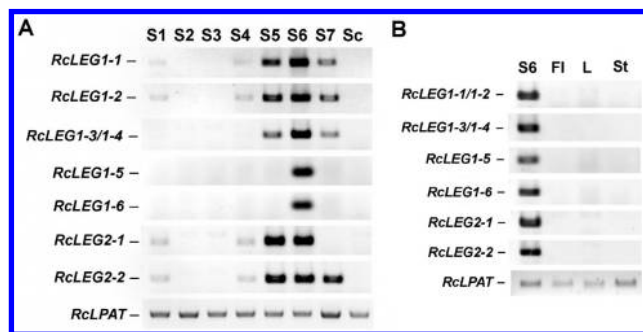 A
S1 S2 S3 S4 S5 S6 S7 Sc
RcLEG1-1 –
RcLEG1-2 –
RcLEG1-3/1-4 –
RcLEG1-5 –
RcLEG1-6 –
RcLEG2-1 –
RcLEG2-2 –
RcLPAT –
B
S6 Fl L St
RcLEG1-1/1-2 –
RcLEG1-3/1-4 –
RcLEG1-5 –
RcLEG1-6 –
RcLEG2-1 –
RcLEG2-2 –
RcLPAT –